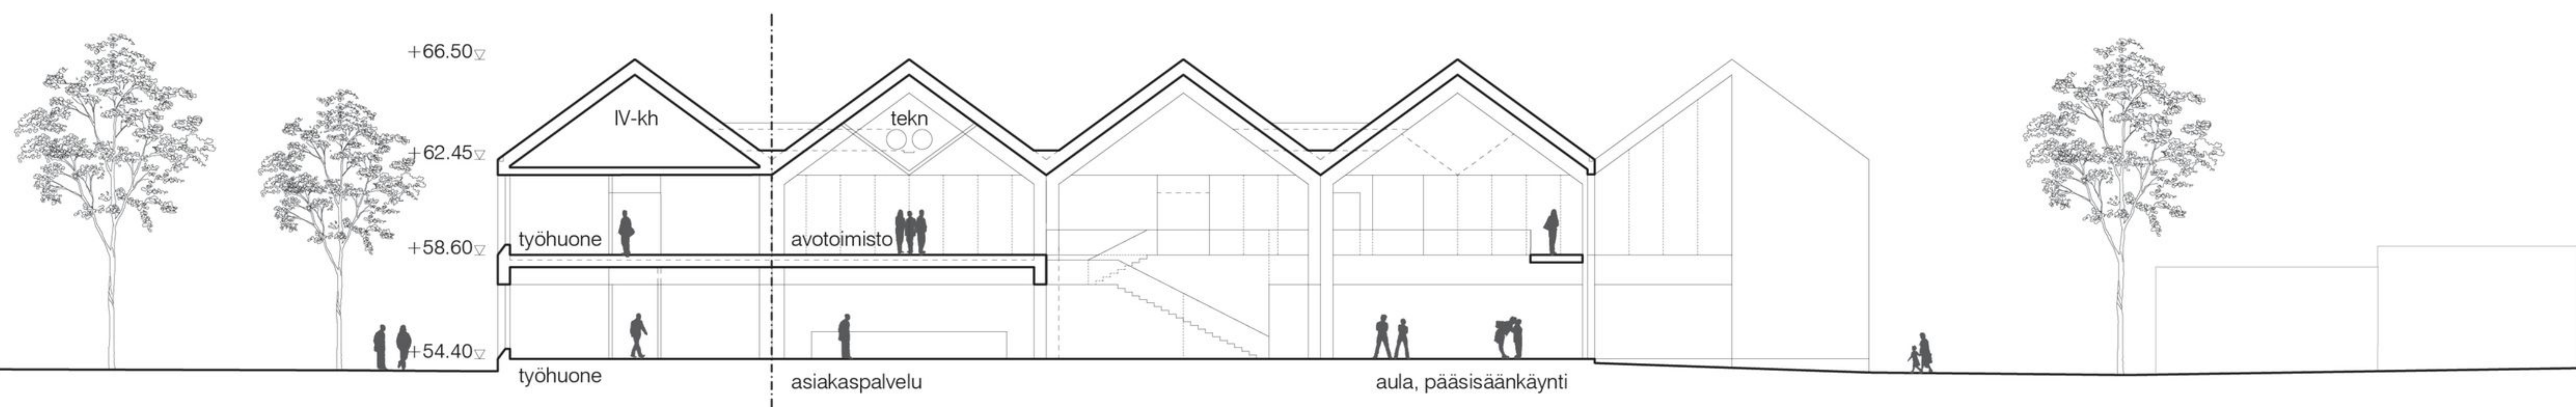 +66.50
IV-kh
tekn
+62.45
+58.60
työhuone
avotoimisto
+54.40
työhuone
asiakaspalvelu
aula, pääsisäänkäynti